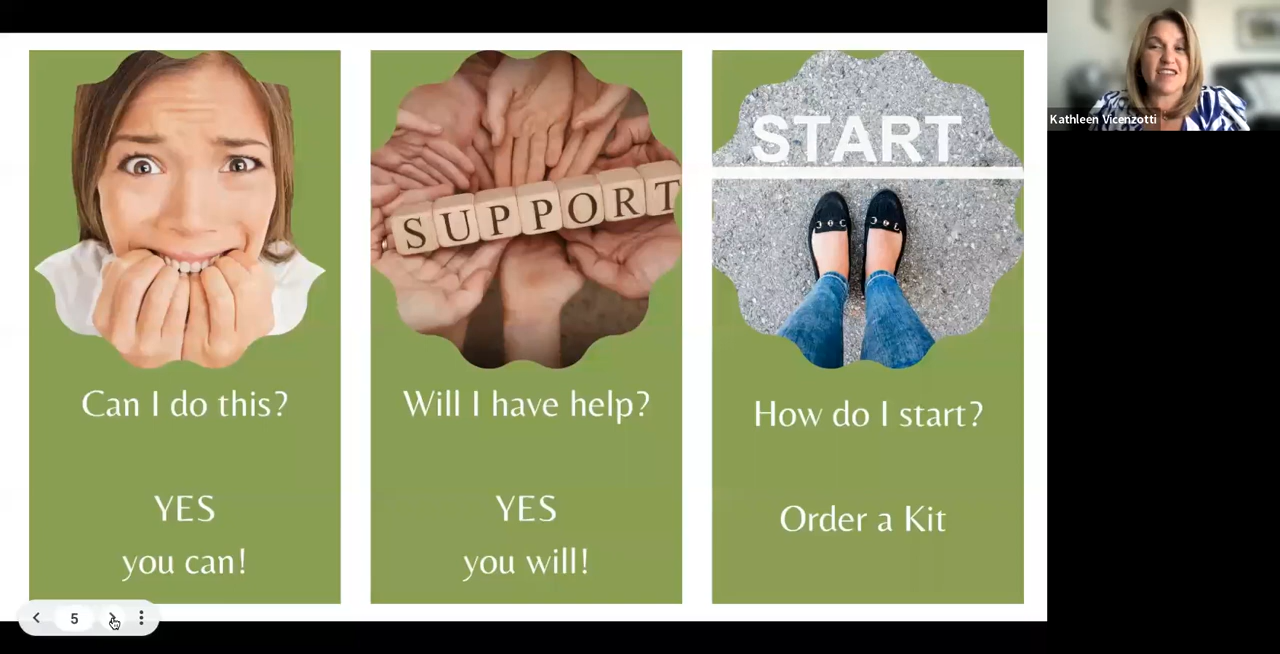 Kathleen Vicenzotti
SUPPORT
START
Can I do this?
YES
you can!
Will I have help?
YES
you will!
How do I start?
Order a Kit
5